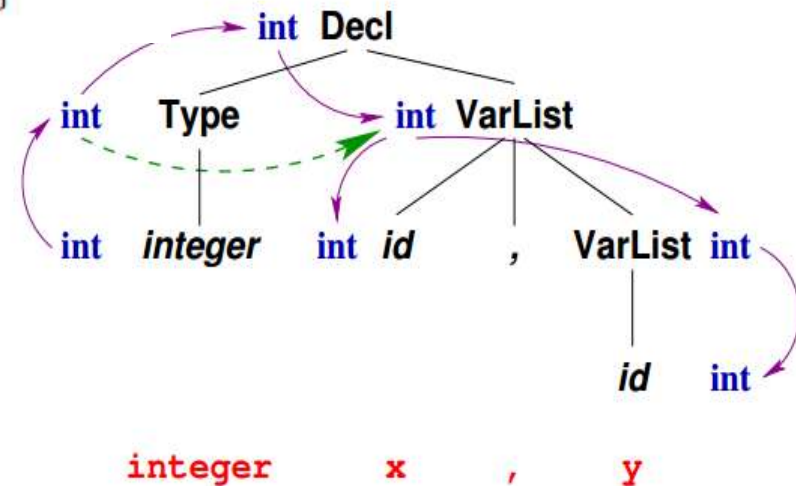 int Decl
int Type int VarList
int integer int id , VarList int
id int
integer x , y